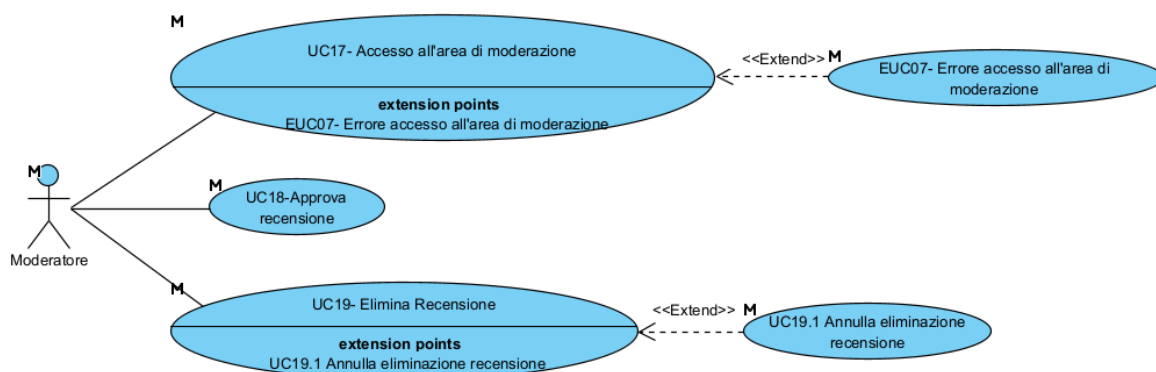 M
UC17- Accesso all'area di moderazione
extension points
EUC07- Errore accesso all'area di moderazione
<<Extend>>
M
EUC07- Errore accesso all'area di
moderazione
M
Moderatore
M
UC18-Approva
recensione
M
UC19- Elimina Recensione
extension points
UC19.1 Annulla eliminazione recensione
<<Extend>>
M
UC19.1 Annulla eliminazione
recensione